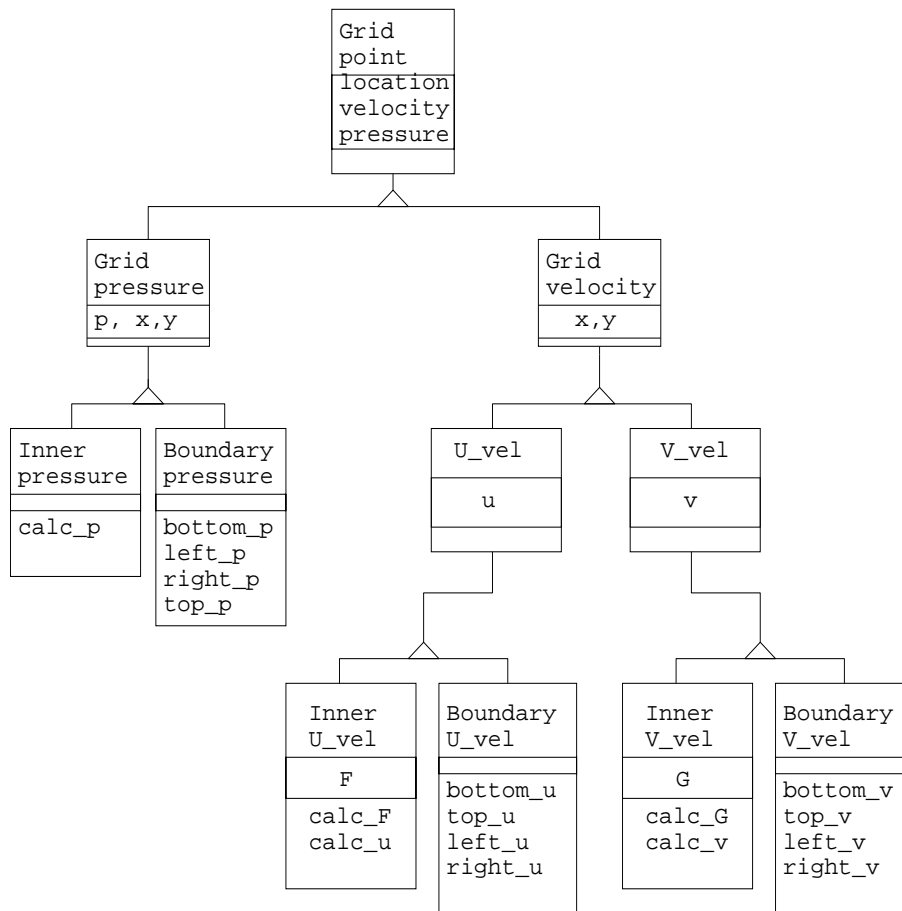 Grid
point
location
velocity
pressure
Grid
pressure
p, x,y
Grid
velocity
x,y
Inner
pressure
calc_p
Boundary
pressure
bottom_p
left_p
right_p
top_p
U_vel
u
V_vel
v
Inner
U_vel
F
calc_F
calc_u
Boundary
U_vel
bottom_u
top_u
left_u
right_u
Inner
V_vel
G
calc_G
calc_v
Boundary
V_vel
bottom_v
top_v
left_v
right_v